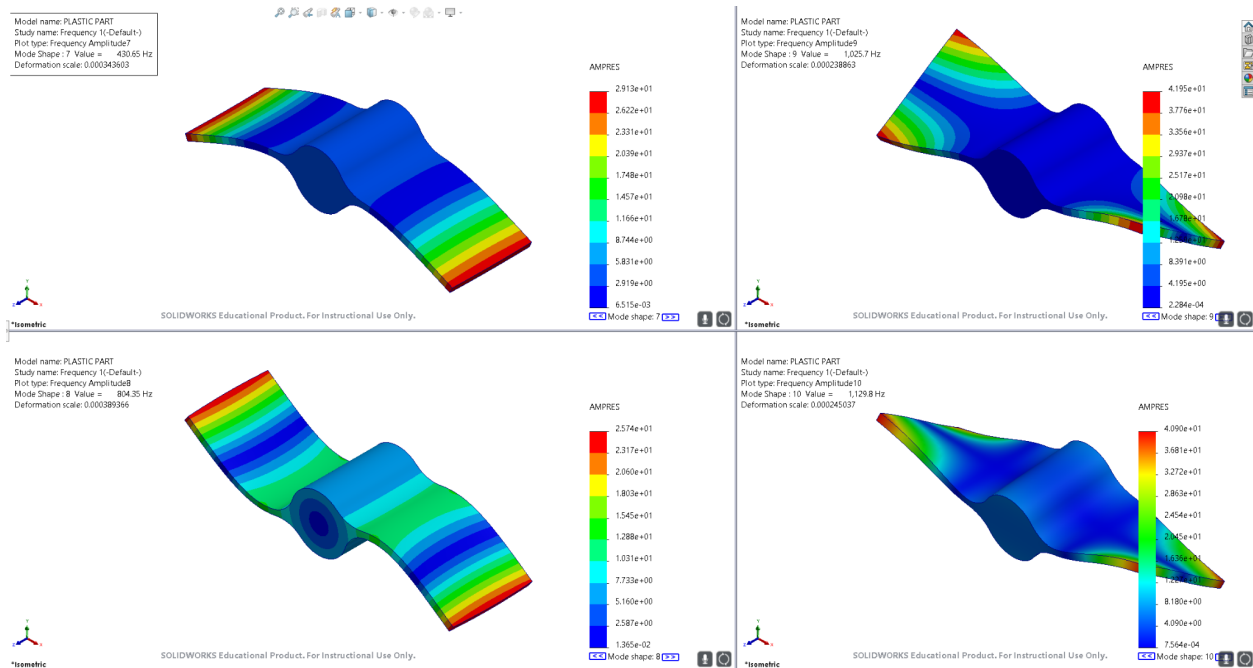 Model name: PLASTIC PART
Study name: Frequency 1(-Default-)
Plot type: Frequency Amplitude7
Mode Shape : 7 Value = 430.65 Hz
Deformation scale: 0.000343603
AMPRES
2.913e+01
2.622e+01
2.331e+01
2.039e+01
1.748e+01
1.457e+01
1.166e+01
8.744e+00
5.831e+00
2.919e+00
6.515e-03
<< Mode shape: 7 >>
Y
Z X
*Isometric
SOLIDWORKS Educational Product. For Instructional Use Only.
Model name: PLASTIC PART
Study name: Frequency 1(-Default-)
Plot type: Frequency Amplitude9
Mode Shape : 9 Value = 1,025.7 Hz
Deformation scale: 0.000238863
AMPRES
4.195e+01
3.776e+01
3.356e+01
2.937e+01
2.517e+01
2.098e+01
1.678e+01
8.391e+00
4.195e+00
2.284e-04
<< Mode shape: 9
Y
Z X
*Isometric
SOLIDWORKS Educational Product. For Instructional Use Only.
Model name: PLASTIC PART
Study name: Frequency 1(-Default-)
Plot type: Frequency Amplitude8
Mode Shape : 8 Value = 804.35 Hz
Deformation scale: 0.000389366
AMPRES
2.574e+01
2.317e+01
2.060e+01
1.803e+01
1.545e+01
1.288e+01
1.031e+01
7.733e+00
5.160e+00
2.587e+00
1.365e-02
<< Mode shape: 8 >>
Y
Z X
*Isometric
SOLIDWORKS Educational Product. For Instructional Use Only.
Model name: PLASTIC PART
Study name: Frequency 1(-Default-)
Plot type: Frequency Amplitude10
Mode Shape : 10 Value = 1,129.8 Hz
Deformation scale: 0.000245037
AMPRES
4.090e+01
3.681e+01
3.272e+01
2.863e+01
2.454e+01
2.045e+01
1.636e+01
8.180e+00
4.090e+00
7.564e-04
<< Mode shape: 10
Y
Z X
*Isometric
SOLIDWORKS Educational Product. For Instructional Use Only.